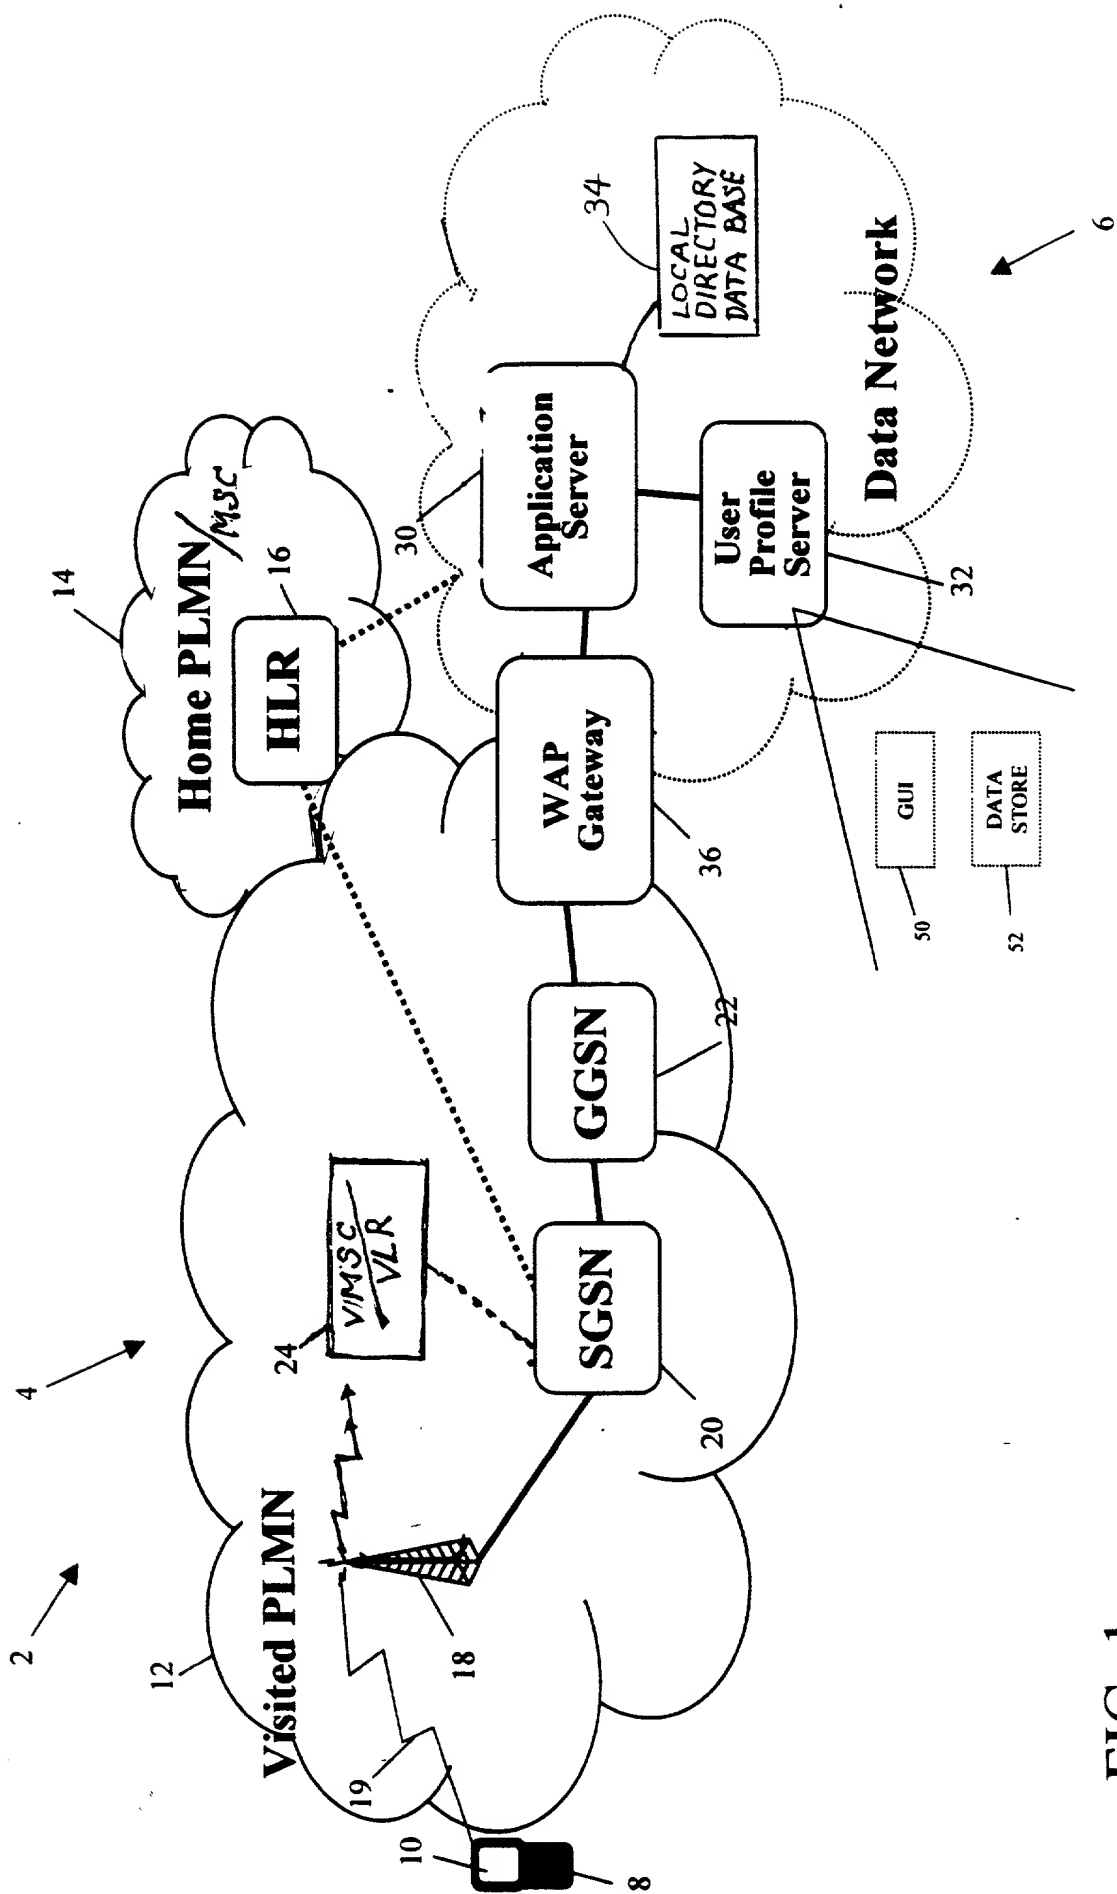 14
Home PLMN
/MSC
16
HLR
4
2
12
Visited PLMN
24
V/MSC
VLR
30
Application
Server
34
LOCAL
DIRECTORY
DATA BASE
10
19
18
8
SGSN
20
GGSN
22
WAP
Gateway
36
User
Profile
Server
32
Data Network
6
GUI
50
DATA
STORE
52
FIG. 1